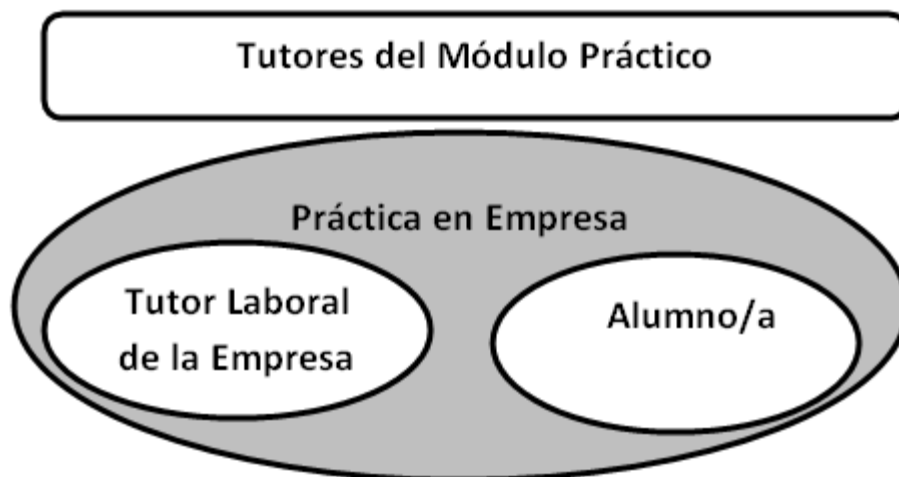 Tutores del Módulo Práctico
Práctica en Empresa
Tutor Laboral
de la Empresa
Alumno/a